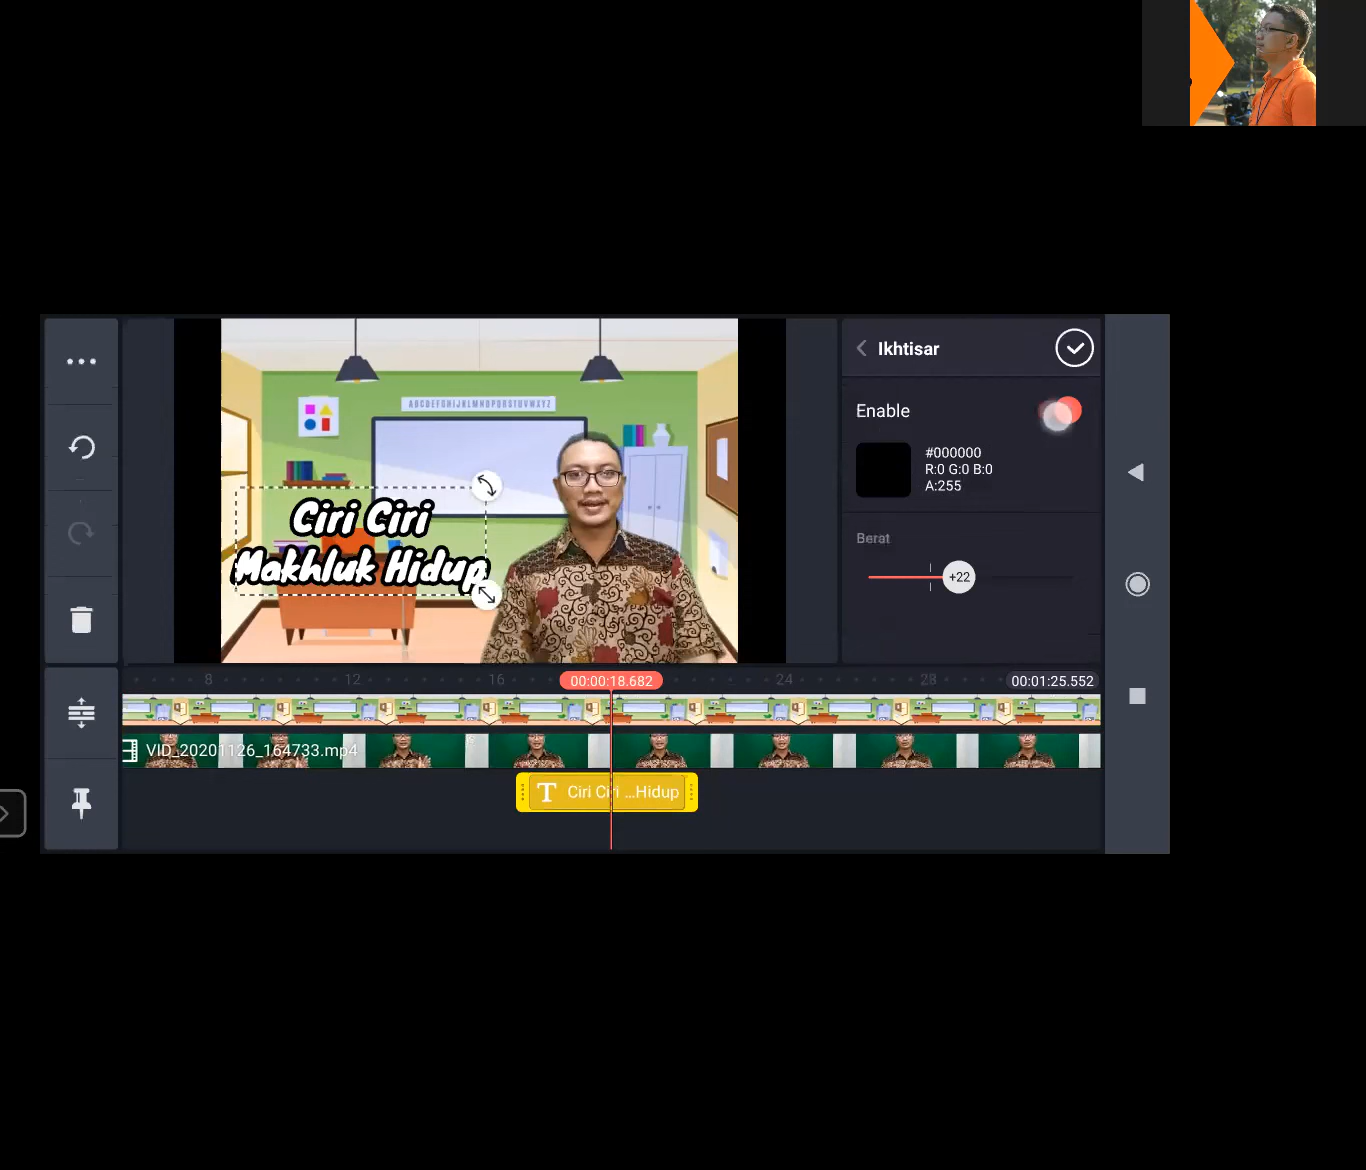 ABCDEFGHIJKLMNOPQRSTUVWXYZ
Ciri Ciri
Makhluk Hidup
Ikhtisar
Enable
#000000
R:0 G:0 B:0
A:255
Berat
+22
8
12
16
00:00:18.682
24
28
00:01:25.552
VID_20201126_164733.mp4
T Ciri Ciri ...Hidup